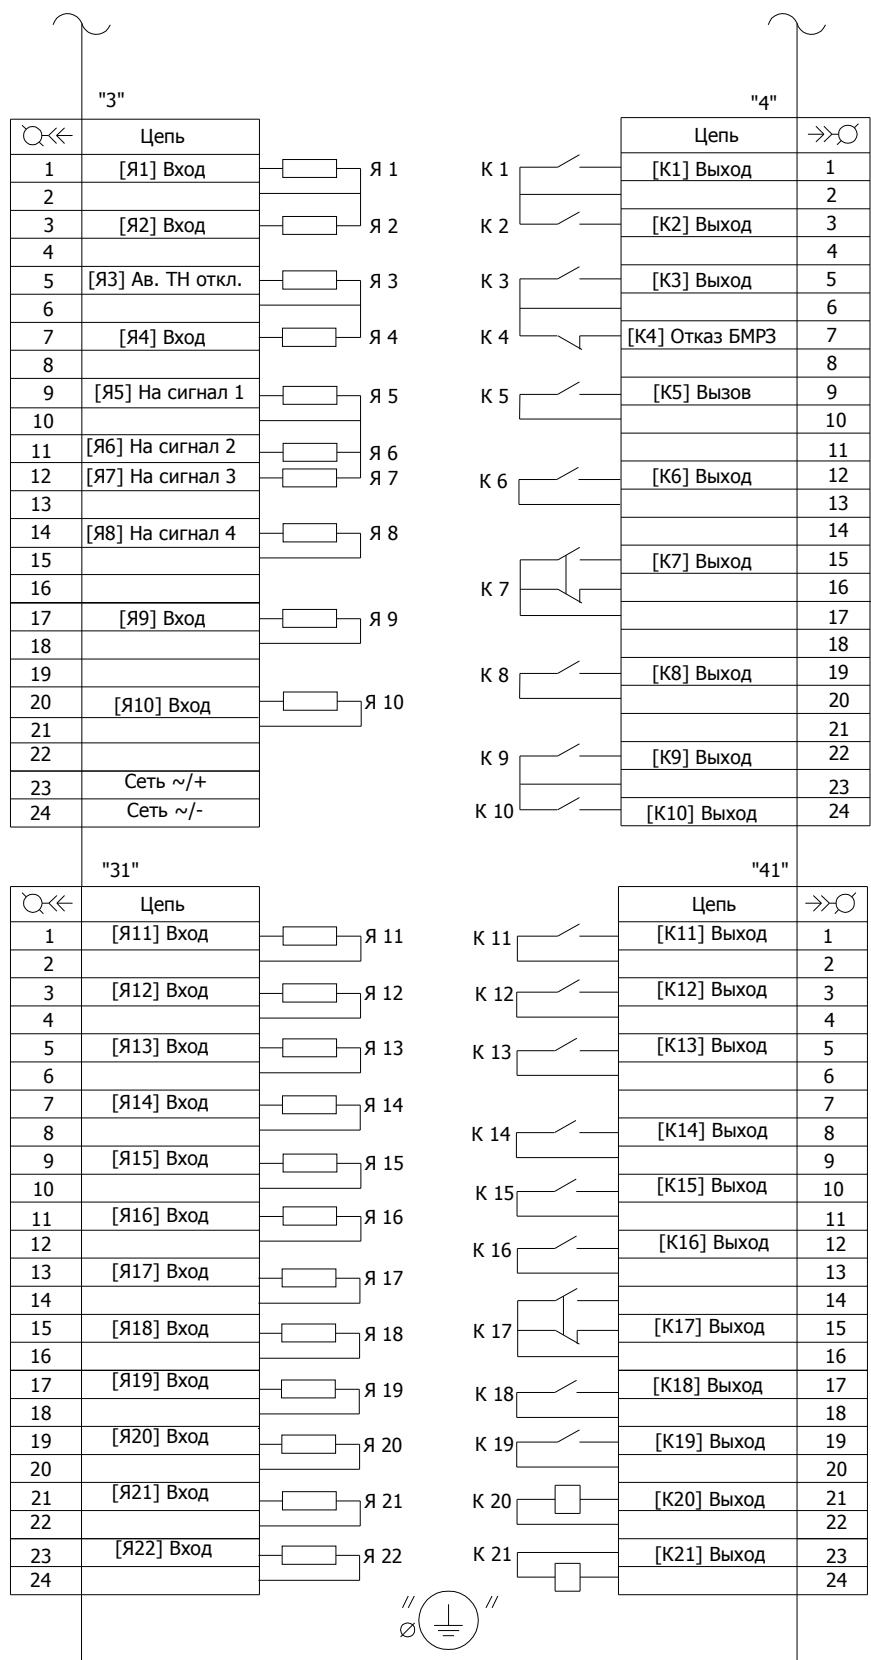 "3"
Цепь
1 [Я1] Вход Я 1
2
3 [Я2] Вход Я 2
4
5 [Я3] Ав. ТН откл. Я 3
6
7 [Я4] Вход Я 4
8
9 [Я5] На сигнал 1 Я 5
10
11 [Я6] На сигнал 2 Я 6
12 [Я7] На сигнал 3 Я 7
13
14 [Я8] На сигнал 4 Я 8
15
16
17 [Я9] Вход Я 9
18
19
20 [Я10] Вход Я 10
21
22
23 Сеть ~/+
24 Сеть ~/-
"4"
Цепь
К 1 [К1] Выход 1
2
К 2 [К2] Выход 3
4
К 3 [К3] Выход 5
6
К 4 [К4] Отказ БМРЗ 7
8
К 5 [К5] Вызов 9
10
11
К 6 [К6] Выход 12
13
14
[К7] Выход 15
К 7 16
17
18
К 8 [К8] Выход 19
20
21
К 9 [К9] Выход 22
23
К 10 [К10] Выход 24
"31"
Цепь
1 [Я11] Вход Я 11
2
3 [Я12] Вход Я 12
4
5 [Я13] Вход Я 13
6
7 [Я14] Вход Я 14
8
9 [Я15] Вход Я 15
10
11 [Я16] Вход Я 16
12
13 [Я17] Вход Я 17
14
15 [Я18] Вход Я 18
16
17 [Я19] Вход Я 19
18
19 [Я20] Вход Я 20
20
21 [Я21] Вход Я 21
22
23 [Я22] Вход Я 22
24
"41"
Цепь
К 11 [К11] Выход 1
2
К 12 [К12] Выход 3
4
К 13 [К13] Выход 5
6
7
К 14 [К14] Выход 8
9
К 15 [К15] Выход 10
11
К 16 [К16] Выход 12
13
14
К 17 [К17] Выход 15
16
К 18 [К18] Выход 17
18
К 19 [К19] Выход 19
20
К 20 [К20] Выход 21
22
К 21 [К21] Выход 23
24